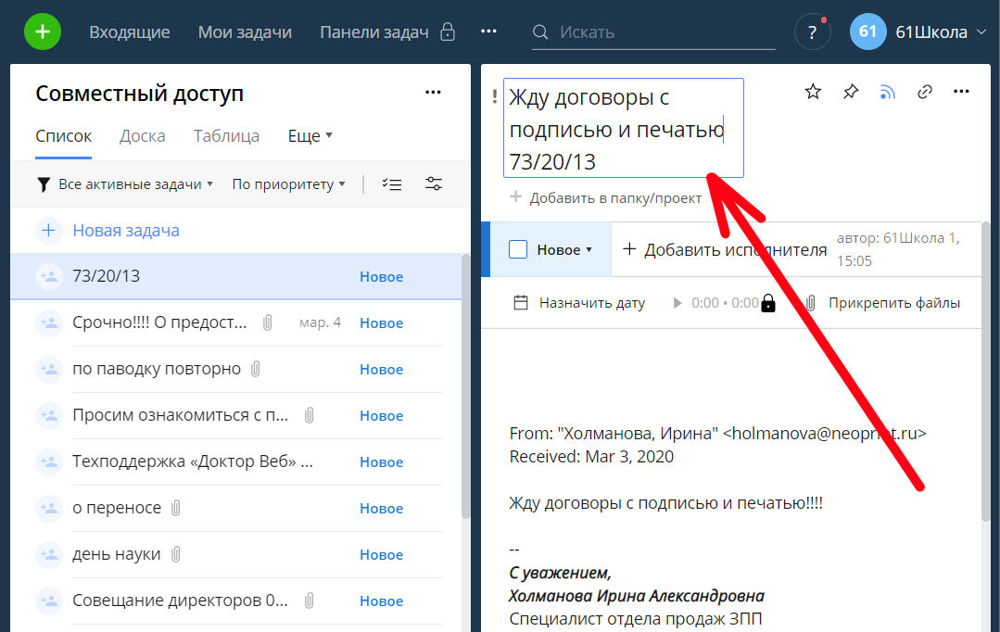 Входящие
Мои задачи
Панели задач
Искать
?
61
61Школа
Совместный доступ
Список
Доска
Таблица
Еще
Все активные задачи
По приоритету
Новая задача
73/20/13
Новое
Срочно!!!! О предост...
мар. 4
Новое
по паводку повторно
Новое
Просим ознакомиться с п...
Новое
Техподдержка «Доктор Веб» ...
Новое
о переносе
Новое
день науки
Новое
Совещание директоров 0...
Новое
Жду договоры с
подписью и печатью
73/20/13
Добавить в папку/проект
Новое
Добавить исполнителя
автор: 61Школа 1,
15:05
Назначить дату
0:00 • 0:00
Прикрепить файлы
From: "Холманова, Ирина" <holmanova@neoprint.ru>
Received: Mar 3, 2020
Жду договоры с подписью и печатью!!!!
--
С уважением,
Холманова Ирина Александровна
Специалист отдела продаж ЗПП